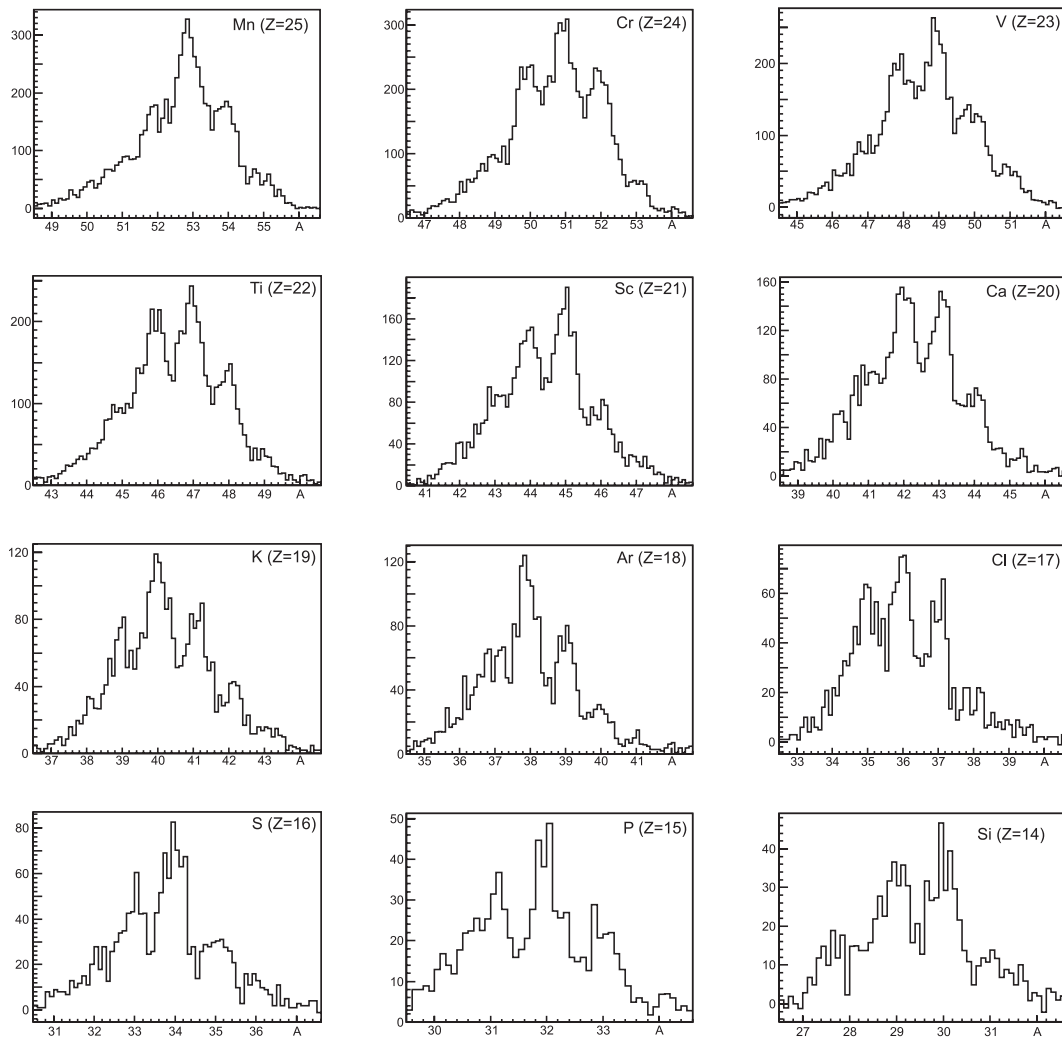 Mn (Z=25)
300
200
100
0
49 50 51 52 53 54 55 A
Cr (Z=24)
300
200
100
0
47 48 49 50 51 52 53 A
V (Z=23)
200
100
0
45 46 47 48 49 50 51 A
Ti (Z=22)
200
100
0
43 44 45 46 47 48 49 A
Sc (Z=21)
200
160
120
80
40
0
41 42 43 44 45 46 47 A
Ca (Z=20)
160
120
80
40
0
39 40 41 42 43 44 45 A
K (Z=19)
120
80
40
0
37 38 39 40 41 42 43 A
Ar (Z=18)
120
80
40
0
35 36 37 38 39 40 41 A
Cl (Z=17)
60
40
20
0
33 34 35 36 37 38 39 A
S (Z=16)
80
60
40
20
0
31 32 33 34 35 36 A
P (Z=15)
50
40
30
20
10
0
30 31 32 33 A
Si (Z=14)
40
30
20
10
0
27 28 29 30 31 A